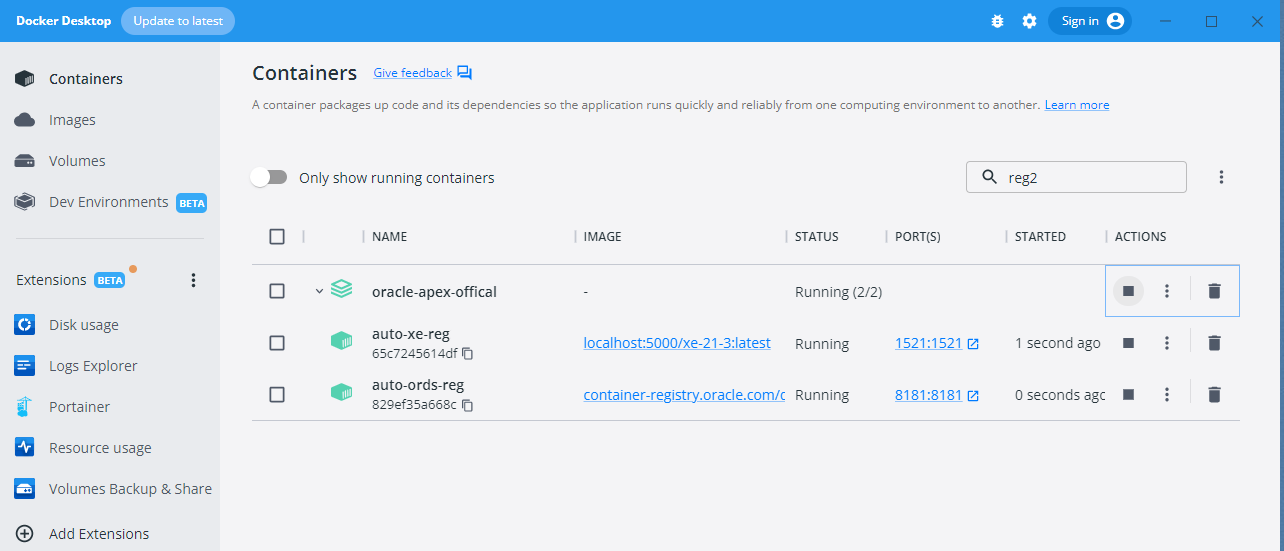 Docker Desktop Update to latest Sign in
Containers
Images
Volumes
Dev Environments BETA
Extensions BETA
Disk usage
Logs Explorer
Portainer
Resource usage
Volumes Backup & Share
Add Extensions
Containers Give feedback
A container packages up code and its dependencies so the application runs quickly and reliably from one computing environment to another. Learn more
Only show running containers reg2
NAME IMAGE STATUS PORT(S) STARTED ACTIONS
oracle-apex-offical - Running (2/2)
auto-xe-reg
65c7245614df localhost:5000/xe-21-3:latest Running 1521:1521 1 second ago
auto-ords-reg
829ef35a668c container-registry.oracle.com/c Running 8181:8181 0 seconds agc